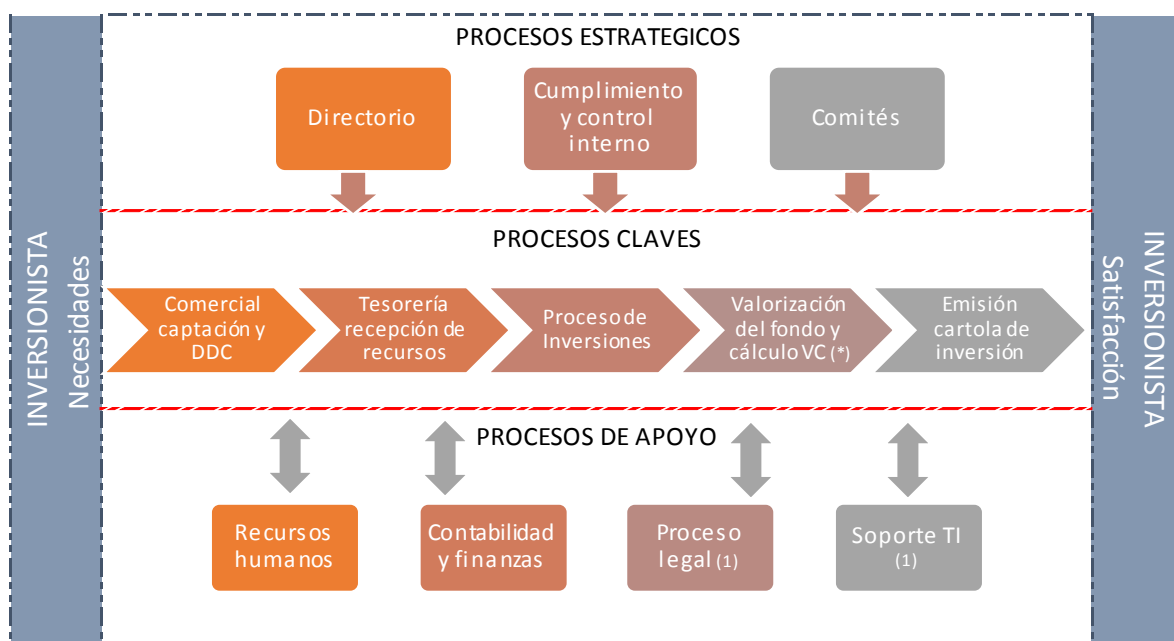 PROCESOS ESTRATEGICOS
Directorio
Cumplimiento
y control
interno
Comités
INVERSIONISTA
Necesidades
PROCESOS CLAVES
Comercial
captación y
DDC
Tesorería
recepción de
recursos
Proceso de
Inversiones
Valorización
del fondo y
cálculo VC (*)
Emisión
cartola de
inversión
INVERSIONISTA
Satisfacción
PROCESOS DE APOYO
Recursos
humanos
Contabilidad
y finanzas
Proceso
legal (1)
Soporte TI
(1)